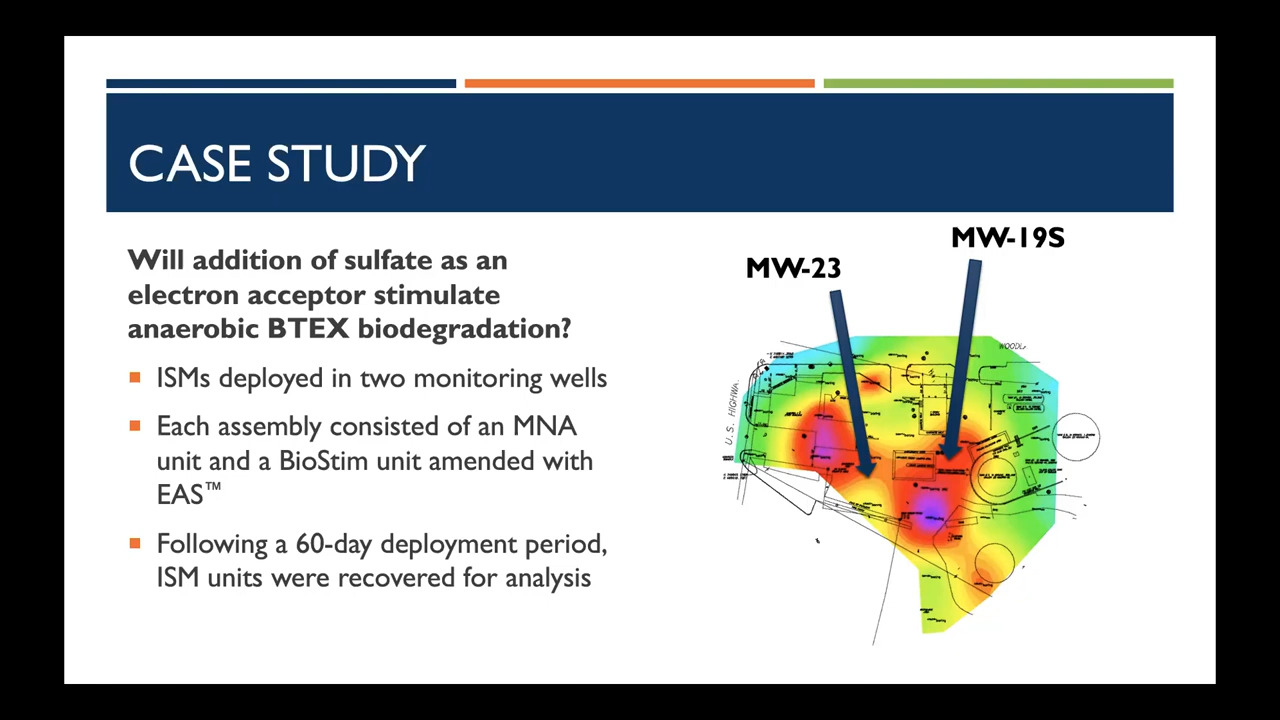 CASE STUDY
Will addition of sulfate as an
electron acceptor stimulate
anaerobic BTEX biodegradation?
ISMs deployed in two monitoring wells
Each assembly consisted of an MNA
unit and a BioStim unit amended with
EAS™
Following a 60-day deployment period,
ISM units were recovered for analysis
MW-23
MW-19S
U.S. HIGHWA